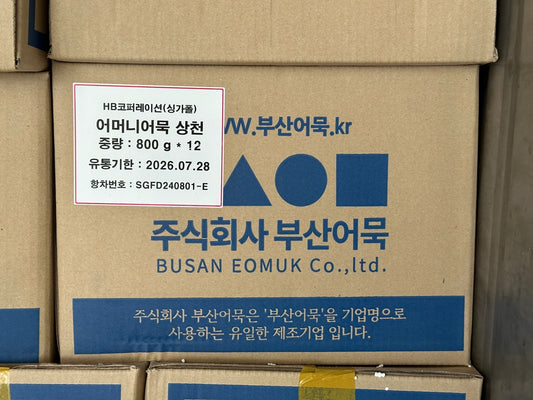 HB코퍼레이션(싱가폴)
어머니어묵 상천
중량 : 800 g * 12
유통기한 : 2026.07.28
항차번호 : SGFD240801-E
WWW.부산어묵.kr
주식회사 부산어묵
BUSAN EOMUK Co.,ltd.
주식회사 부산어묵은 '부산어묵'을 기업명으로
사용하는 유일한 제조기업 입니다.